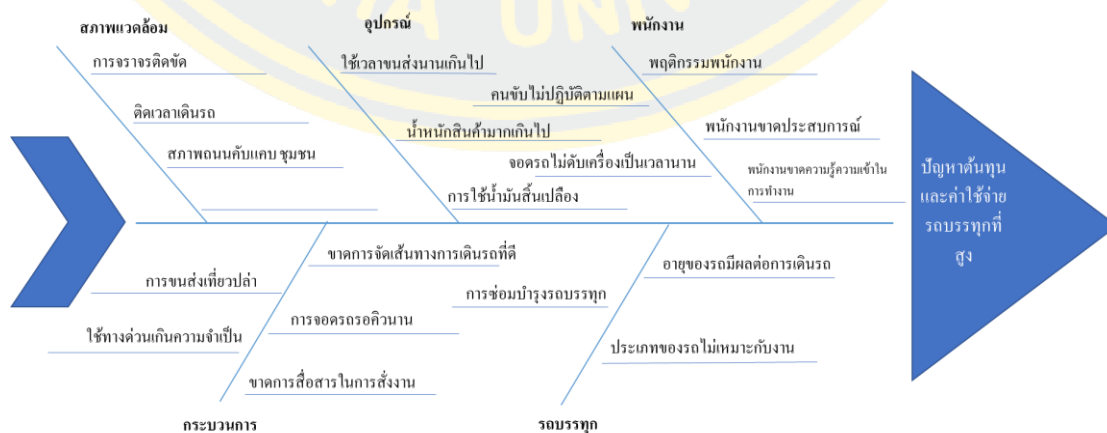 สภาพแวดล้อม
อุปกรณ์
พนักงาน
การจราจรติดขัด
ใช้เวลาขนส่งนานเกินไป
พฤติกรรมพนักงาน
คนขับไม่ปฏิบัติตามแผน
ติดเวลาเดินรถ
น้ำหนักสินค้ามากเกินไป
พนักงานขาดประสบการณ์
สภาพถนนคับแคบ ชุมชน
จอดรถไม่ดับเครื่องเป็นเวลานาน
พนักงานขาดความรู้ความเข้าใน
การทำงาน
การใช้น้ำมันสิ้นเปลือง
ปัญหาต้นทุน
และค่าใช้จ่าย
รถบรรทุกที่
สูง
ขาดการจัดเส้นทางการเดินรถที่ดี
อายุของรถมีผลต่อการเดินรถ
การขนส่งเที่ยวปล่า
การซ่อมบำรุงรถบรรทุก
การจอดรถรอคิวนาน
ใช้ทางด่วนเกินความจำเป็น
ประเภทของรถไม่เหมาะกับงาน
ขาดการสื่อสารในการสั่งงาน
กระบวนการ
รถบรรทุก